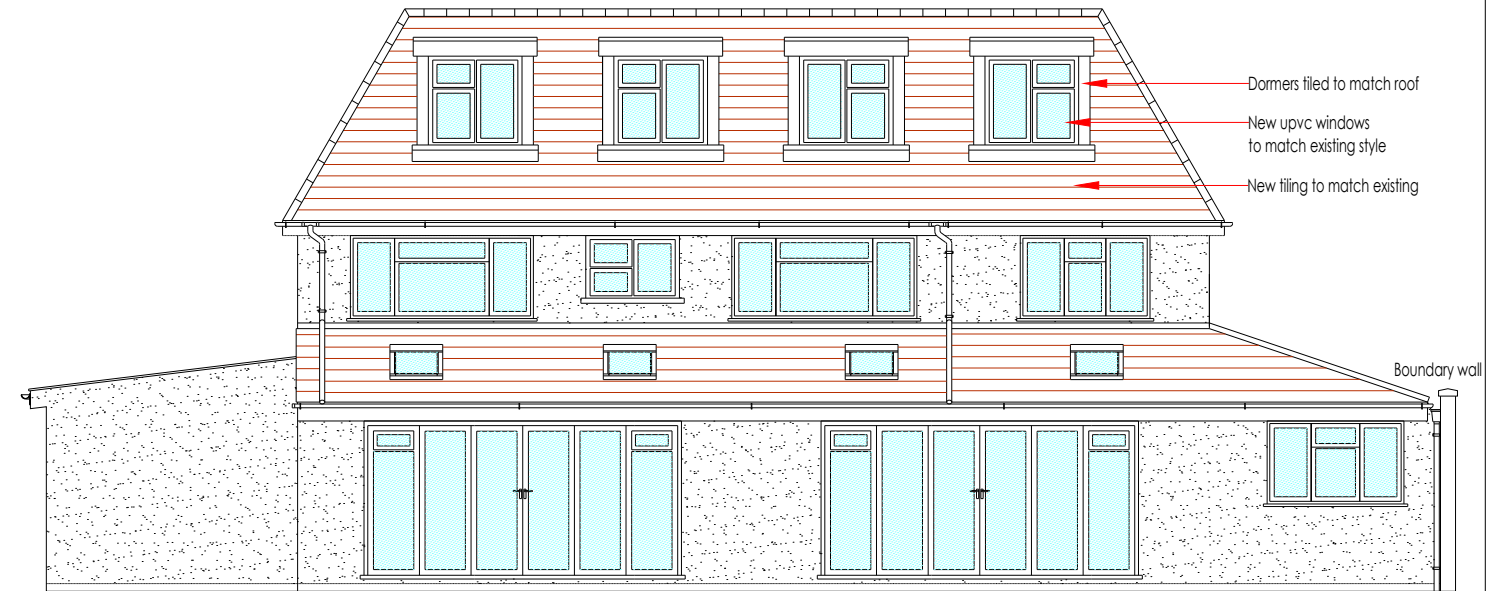 Dormers tiled to match roof
New upvc windows
to match existing style
New tiling to match existing
Boundary wall